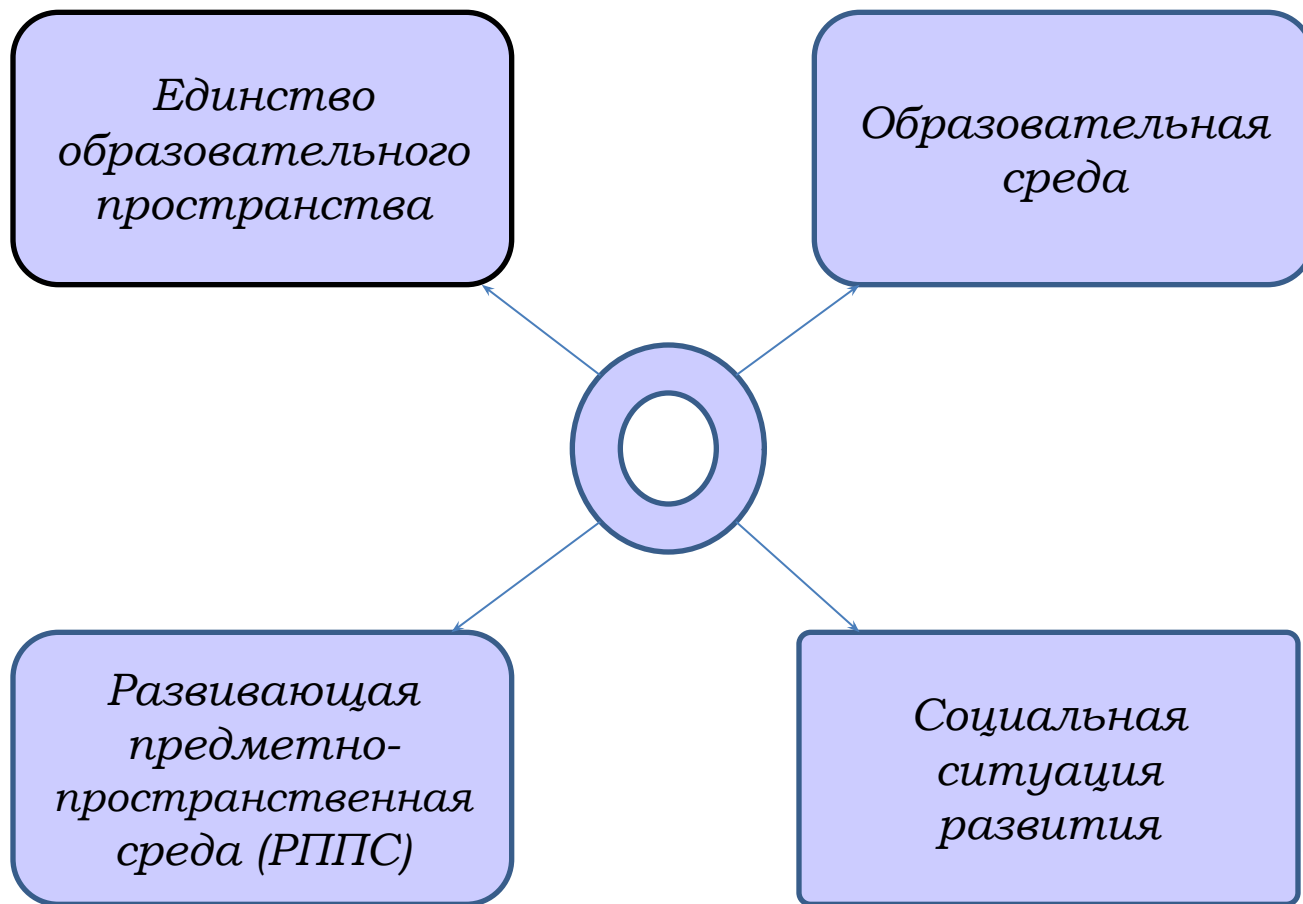 Единство
образовательного
пространства
Образовательная
среда
Развивающая
предметно-
пространственная
среда (РППС)
Социальная
ситуация
развития